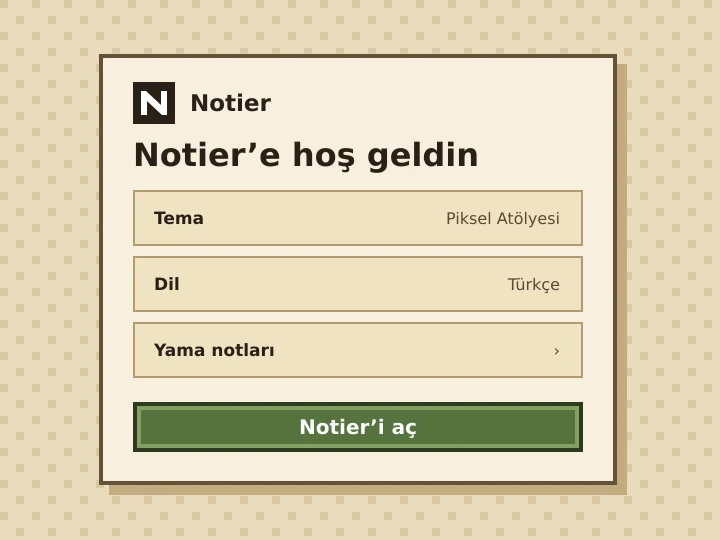 Notier
Notier’e hoş geldin
Tema Piksel Atölyesi
Dil Türkçe
Yama notları ›
Notier’i aç